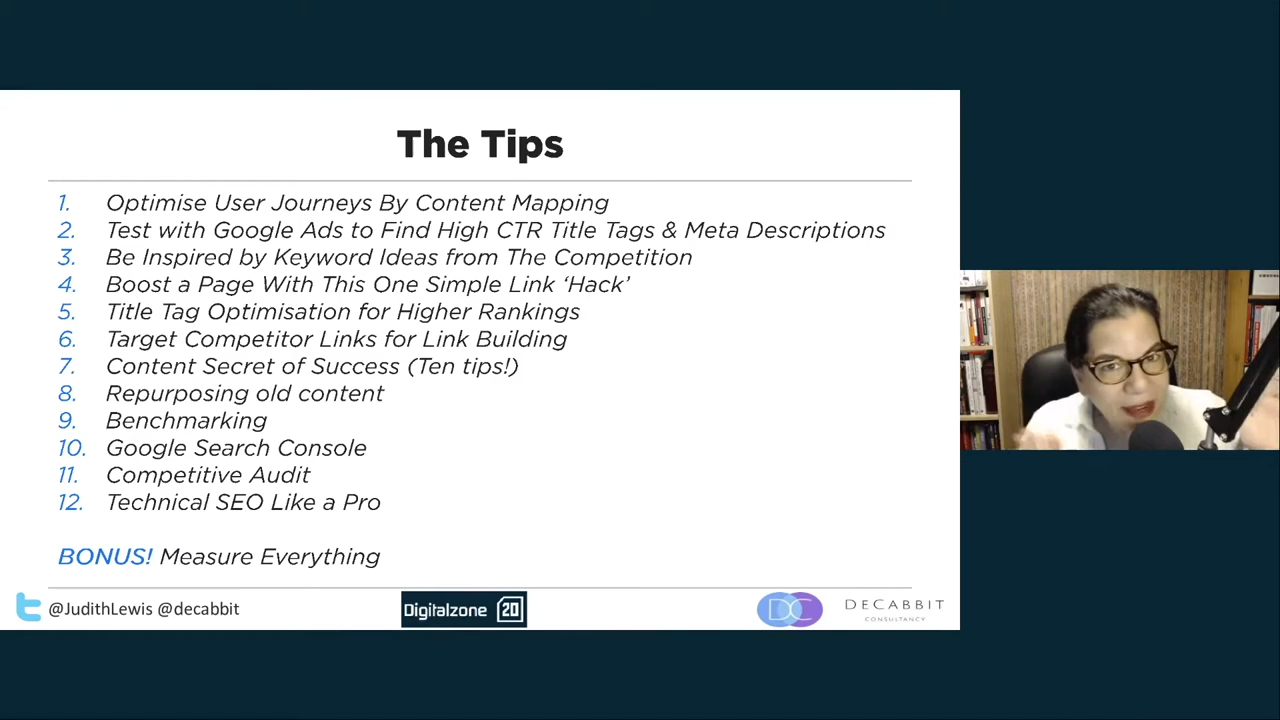 The Tips
1. Optimise User Journeys By Content Mapping
2. Test with Google Ads to Find High CTR Title Tags & Meta Descriptions
3. Be Inspired by Keyword Ideas from The Competition
4. Boost a Page With This One Simple Link ‘Hack’
5. Title Tag Optimisation for Higher Rankings
6. Target Competitor Links for Link Building
7. Content Secret of Success (Ten tips!)
8. Repurposing old content
9. Benchmarking
10. Google Search Console
11. Competitive Audit
12. Technical SEO Like a Pro
BONUS! Measure Everything
@JudithLewis @decabbit
Digitalzone 20
DC
DECABBIT
CONSULTANCY